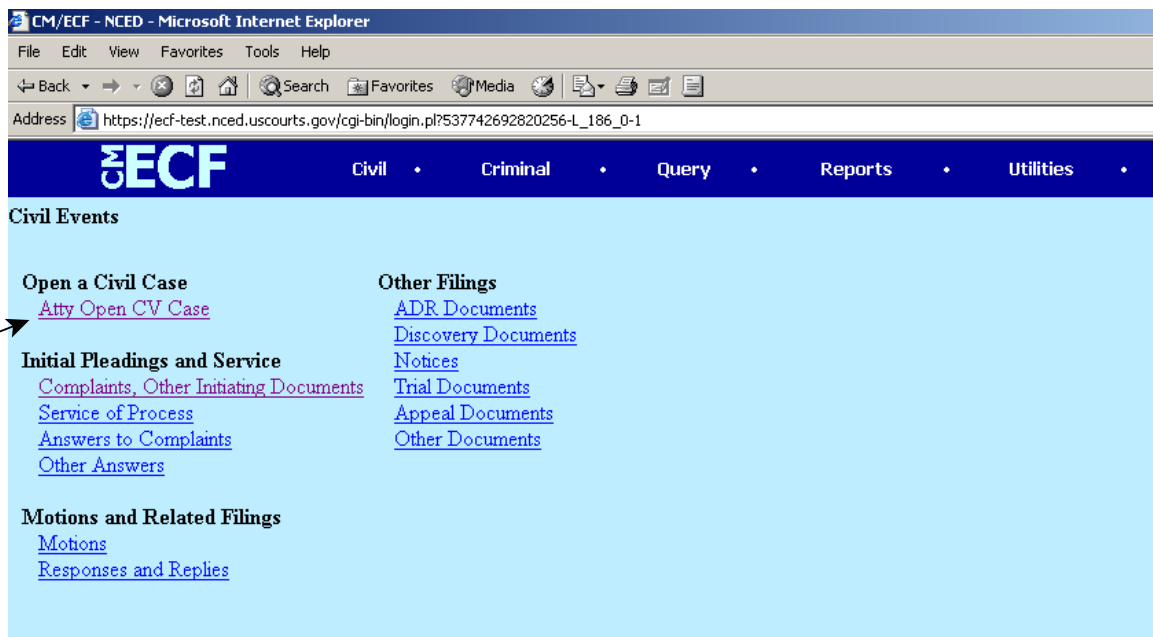 CM/ECF - NCED - Microsoft Internet Explorer
File Edit View Favorites Tools Help
Back Search Favorites Media
Address https://ecf-test.nced.uscourts.gov/cgi-bin/login.pl?537742692820256-L_186_0-1
CM ECF Civil • Criminal • Query • Reports • Utilities •
Civil Events
Open a Civil Case
Atty Open CV Case
Initial Pleadings and Service
Complaints, Other Initiating Documents
Service of Process
Answers to Complaints
Other Answers
Motions and Related Filings
Motions
Responses and Replies
Other Filings
ADR Documents
Discovery Documents
Notices
Trial Documents
Appeal Documents
Other Documents